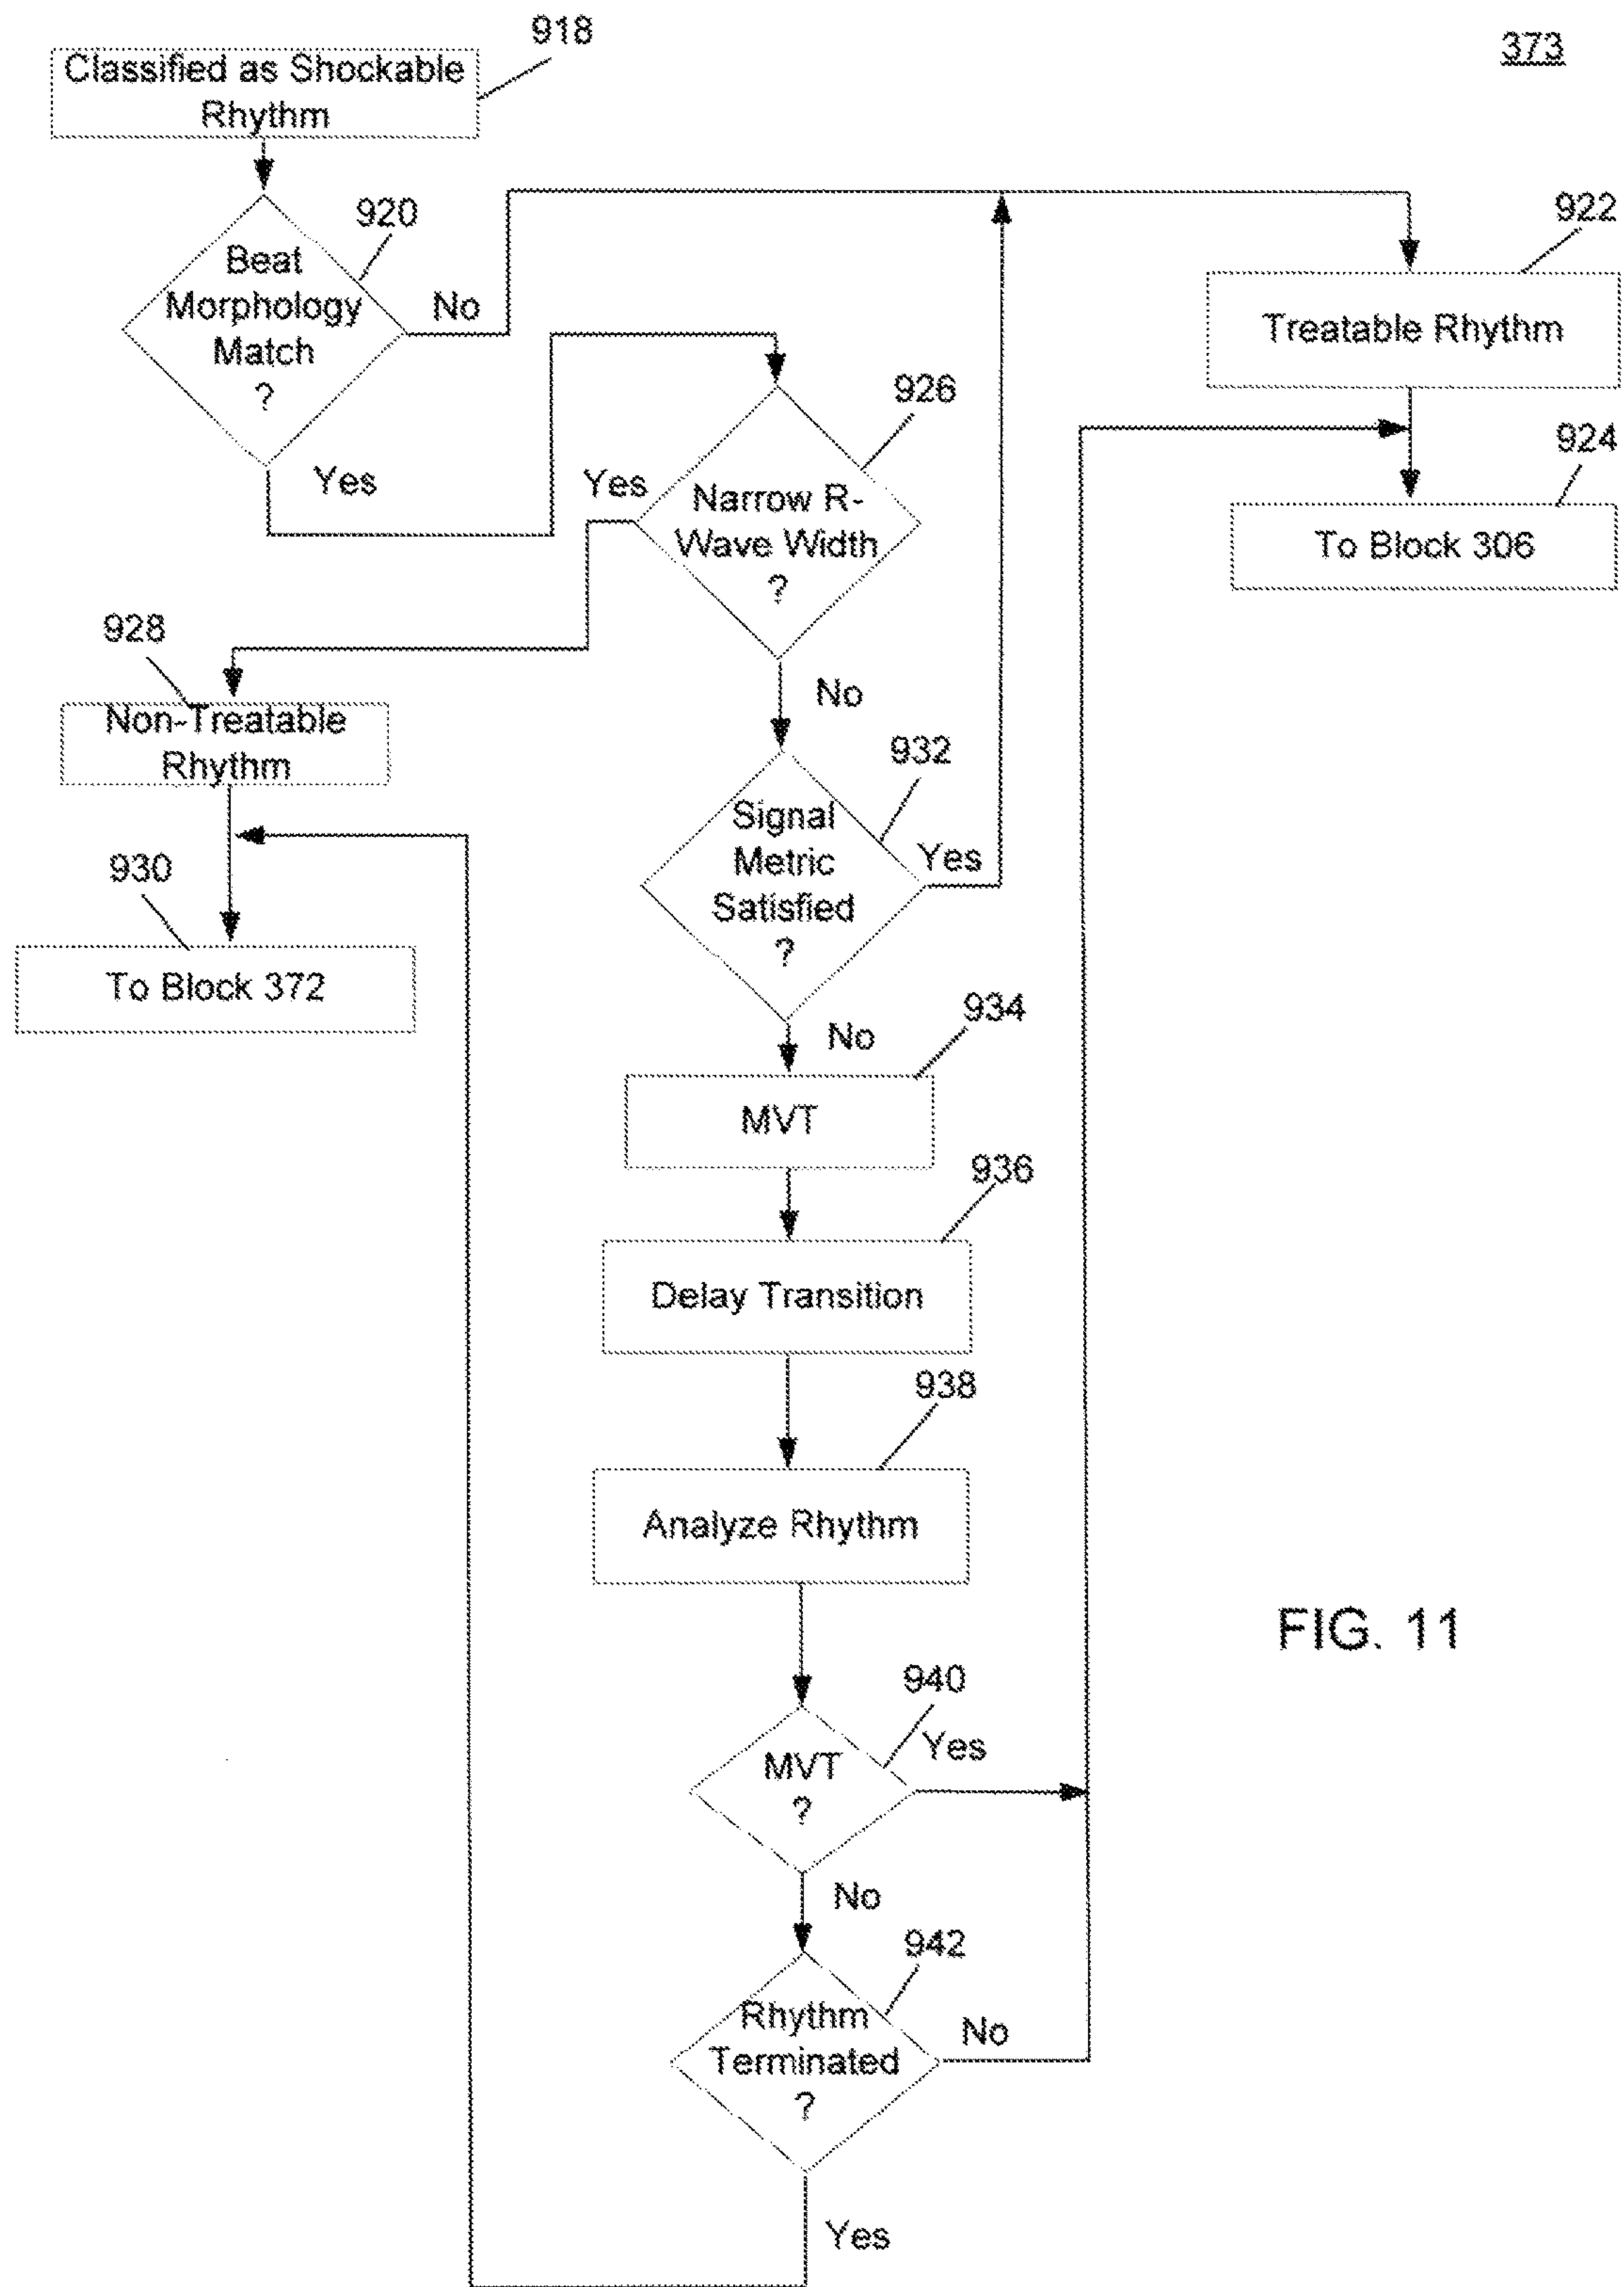 918
373
Classified as Shockable
Rhythm
920
922
Beat
Morphology
Match
?
No
Treatable Rhythm
926
924
Yes
Yes
Narrow R-
Wave Width
?
To Block 306
928
No
Non-Treatable
Rhythm
932
Signal
Metric
Satisfied
?
Yes
930
To Block 372
934
No
MVT
936
Delay Transition
938
Analyze Rhythm
FIG. 11
940
MVT
?
Yes
No
942
Rhythm
Terminated
?
No
Yes